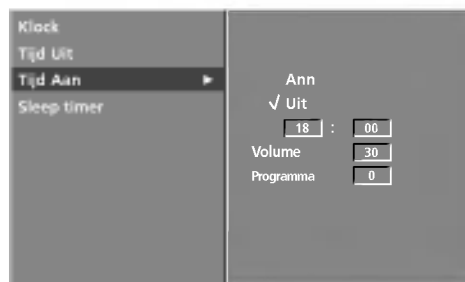 Klock
Tijd Uit
Tijd Aan
Sleep timer
Ann
√ Uit
18 : 00
Volume 30
Programma 0